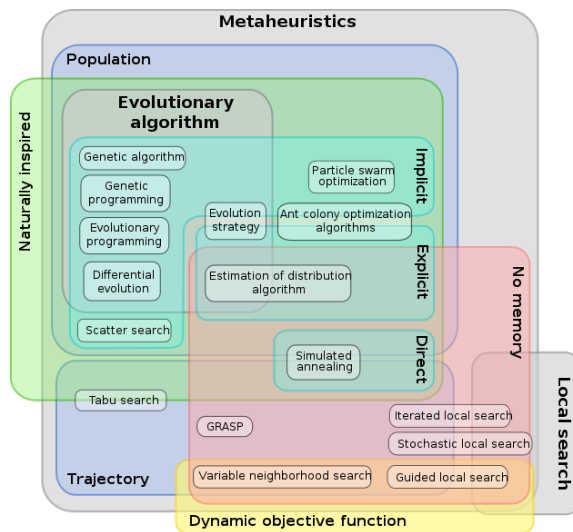 Metaheuristics
Population
Naturally inspired
Evolutionary
algorithm
Genetic algorithm
Implicit
Particle swarm
optimization
Genetic
programming
Evolution
strategy
Ant colony optimization
algorithms
Evolutionary
programming
Explicit
Differential
evolution
Estimation of distribution
algorithm
No memory
Scatter search
Direct
Simulated
annealing
Local search
Tabu search
Iterated local search
GRASP
Stochastic local search
Trajectory
Variable neighborhood search
Guided local search
Dynamic objective function